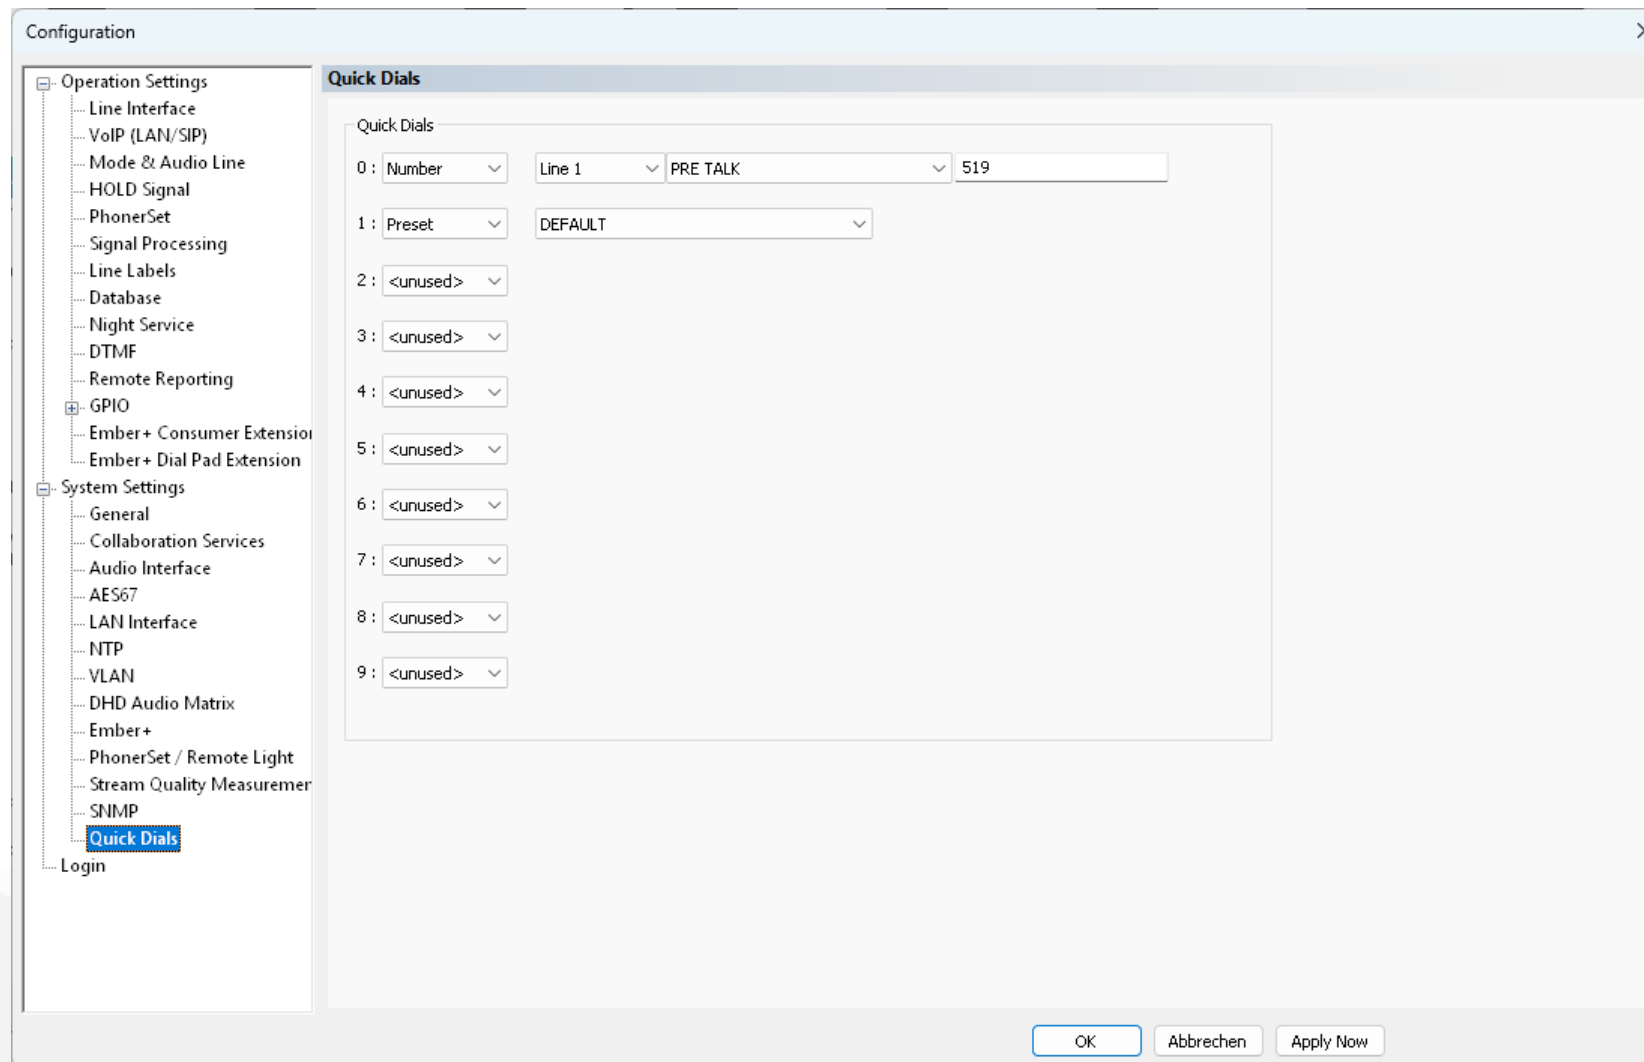 Configuration
Operation Settings
Line Interface
VoIP (LAN/SIP)
Mode & Audio Line
HOLD Signal
PhonerSet
Signal Processing
Line Labels
Database
Night Service
DTMF
Remote Reporting
GPIO
Ember+ Consumer Extension
Ember+ Dial Pad Extension
System Settings
General
Collaboration Services
Audio Interface
AES67
LAN Interface
NTP
VLAN
DHD Audio Matrix
Ember+
PhonerSet / Remote Light
Stream Quality Measuremen
SNMP
Quick Dials
Login
Quick Dials
Quick Dials
0 : Number Line 1 PRE TALK 519
1 : Preset DEFAULT
2 : <unused>
3 : <unused>
4 : <unused>
5 : <unused>
6 : <unused>
7 : <unused>
8 : <unused>
9 : <unused>
OK Abbrechen Apply Now